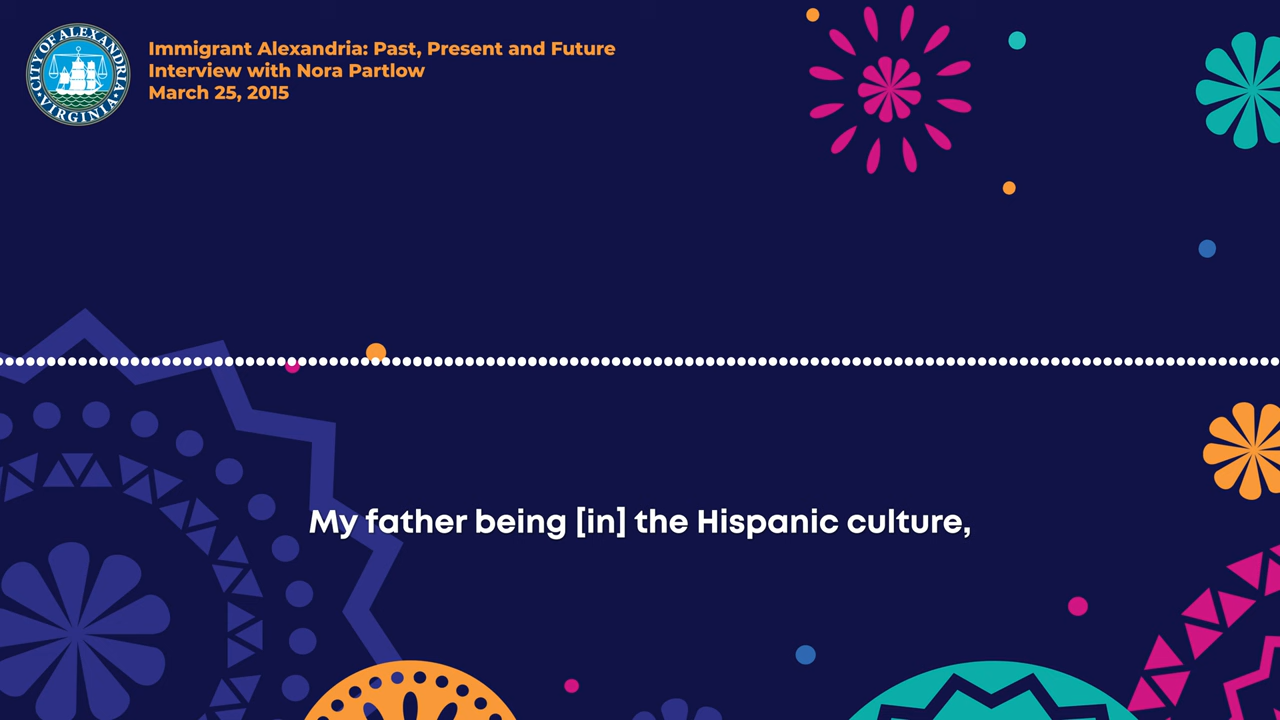 CITY OF ALEXANDRIA
VIRGINIA
Immigrant Alexandria: Past, Present and Future
Interview with Nora Partlow
March 25, 2015
My father being [in] the Hispanic culture,